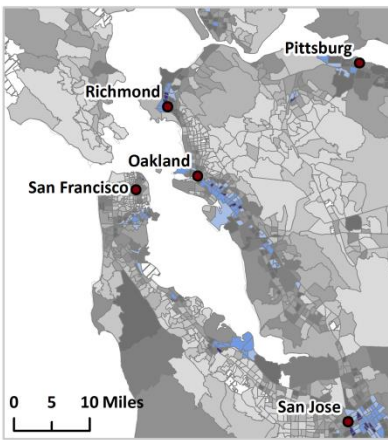 Pittsburg
Richmond
Oakland
San Francisco
San Jose
0 5 10 Miles